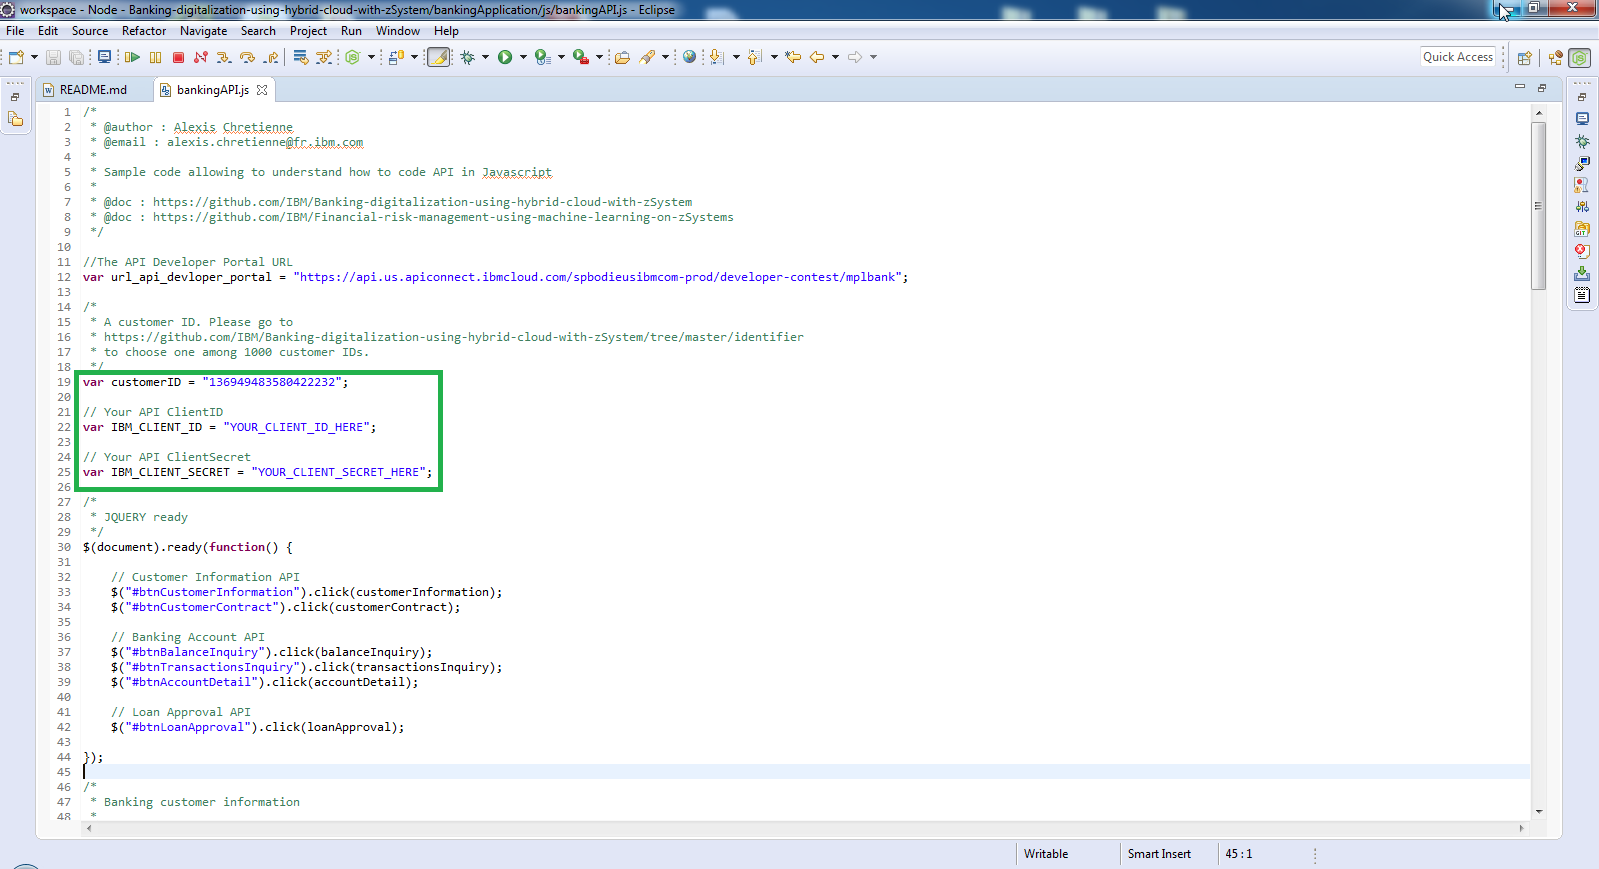 workspace - Node - Banking-digitalization-using-hybrid-cloud-with-zSystem/bankingApplication/js/bankingAPI.js - Eclipse
File Edit Source Refactor Navigate Search Project Run Window Help
Quick Access
README.md bankingAPI.js
1 /*
2 * @author : Alexis Chretienne
3 * @email : alexis.chretienne@fr.ibm.com
4 *
5 * Sample code allowing to understand how to code API in Javascript
6 *
7 * @doc : https://github.com/IBM/Banking-digitalization-using-hybrid-cloud-with-zSystem
8 * @doc : https://github.com/IBM/Financial-risk-management-using-machine-learning-on-zSystems
9 */
10
11 //The API Developer Portal URL
12 var url_api_devloper_portal = "https://api.us.apiconnect.ibmcloud.com/spbodieusibmcom-prod/developer-contest/mplbank";
13
14 /*
15 * A customer ID. Please go to
16 * https://github.com/IBM/Banking-digitalization-using-hybrid-cloud-with-zSystem/tree/master/identifier
17 * to choose one among 1000 customer IDs.
18 */
19 var customerID = "136949483580422232";
20
21 // Your API ClientID
22 var IBM_CLIENT_ID = "YOUR_CLIENT_ID_HERE";
23
24 // Your API ClientSecret
25 var IBM_CLIENT_SECRET = "YOUR_CLIENT_SECRET_HERE";
26
27 /*
28 * JQUERY ready
29 */
30 $(document).ready(function() {
31
32 // Customer Information API
33 $("#btnCustomerInformation").click(customerInformation);
34 $("#btnCustomerContract").click(customerContract);
35
36 // Banking Account API
37 $("#btnBalanceInquiry").click(balanceInquiry);
38 $("#btnTransactionsInquiry").click(transactionsInquiry);
39 $("#btnAccountDetail").click(accountDetail);
40
41 // Loan Approval API
42 $("#btnLoanApproval").click(loanApproval);
43
44 });
45
46 /*
47 * Banking customer information
48 *
Writable Smart Insert 45 : 1